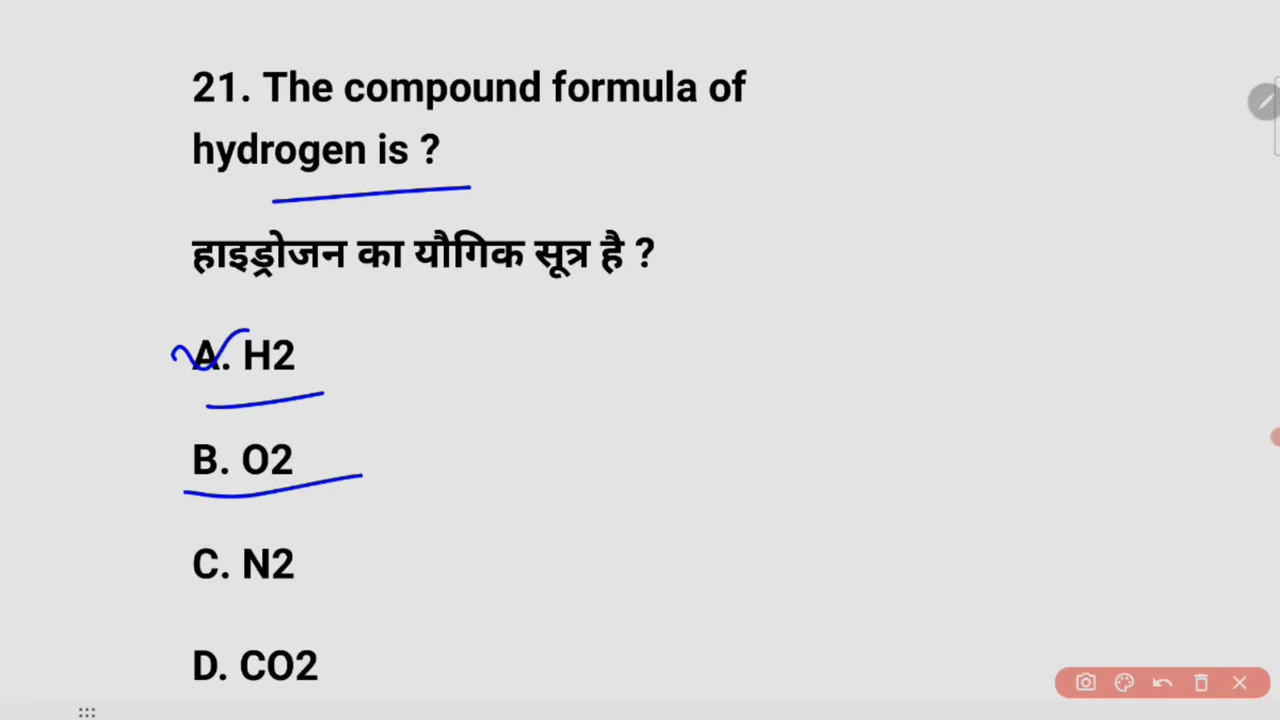 21. The compound formula of
hydrogen is ?
हाइड्रोजन का यौगिक सूत्र है ?
A. H2
B. O2
C. N2
D. CO2